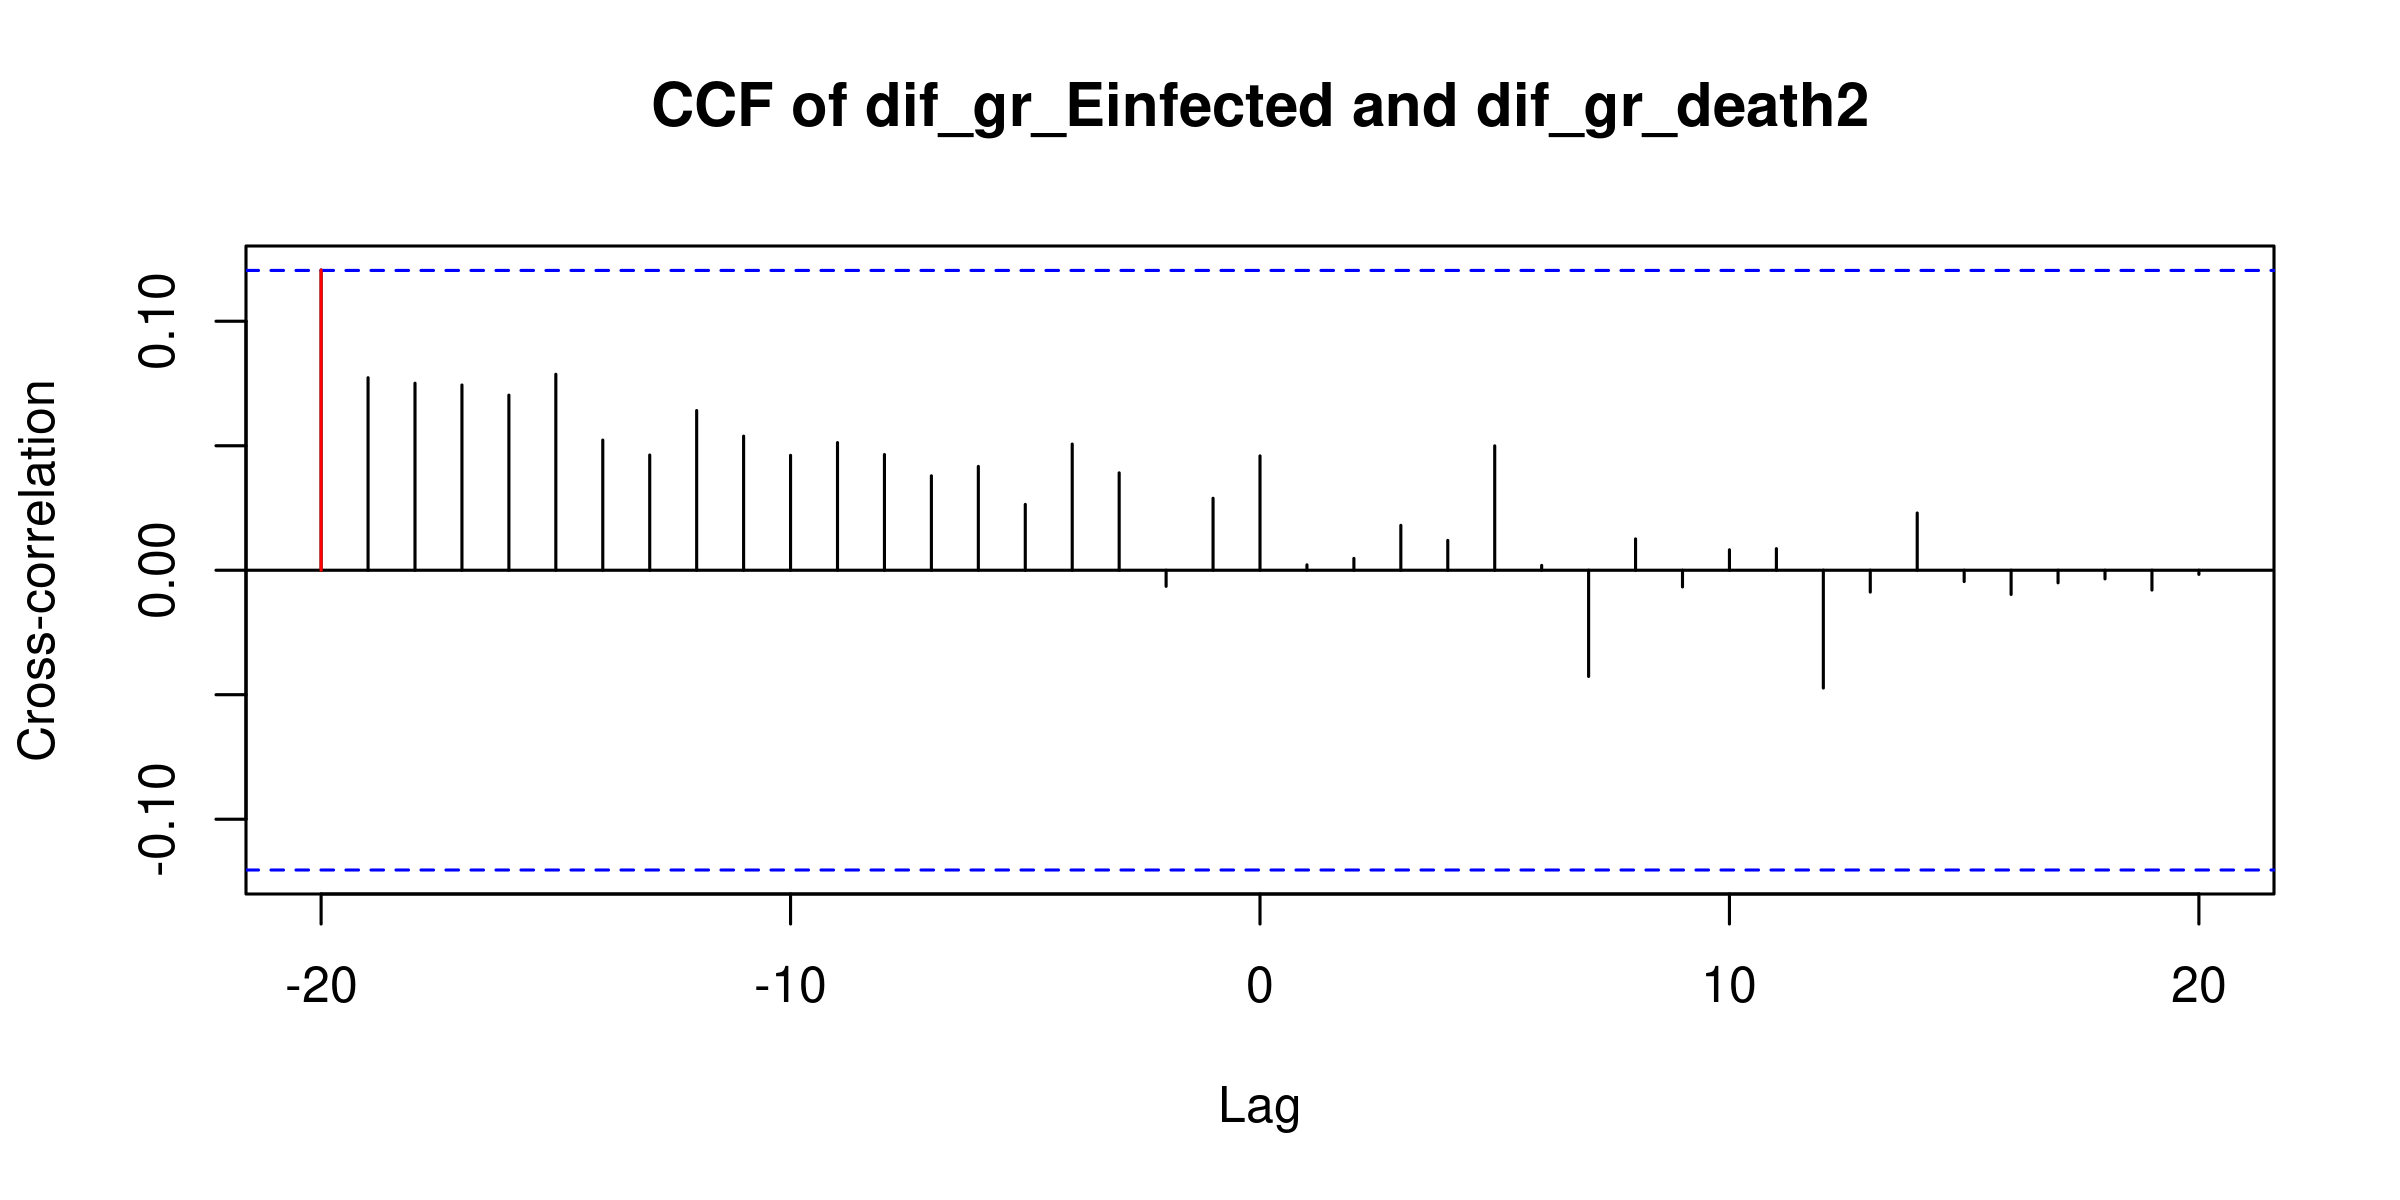 CCF of dif_gr_Einfected and dif_gr_death2
Cross-correlation
0.10
0.00
-0.10
-20 -10 0 10 20
Lag